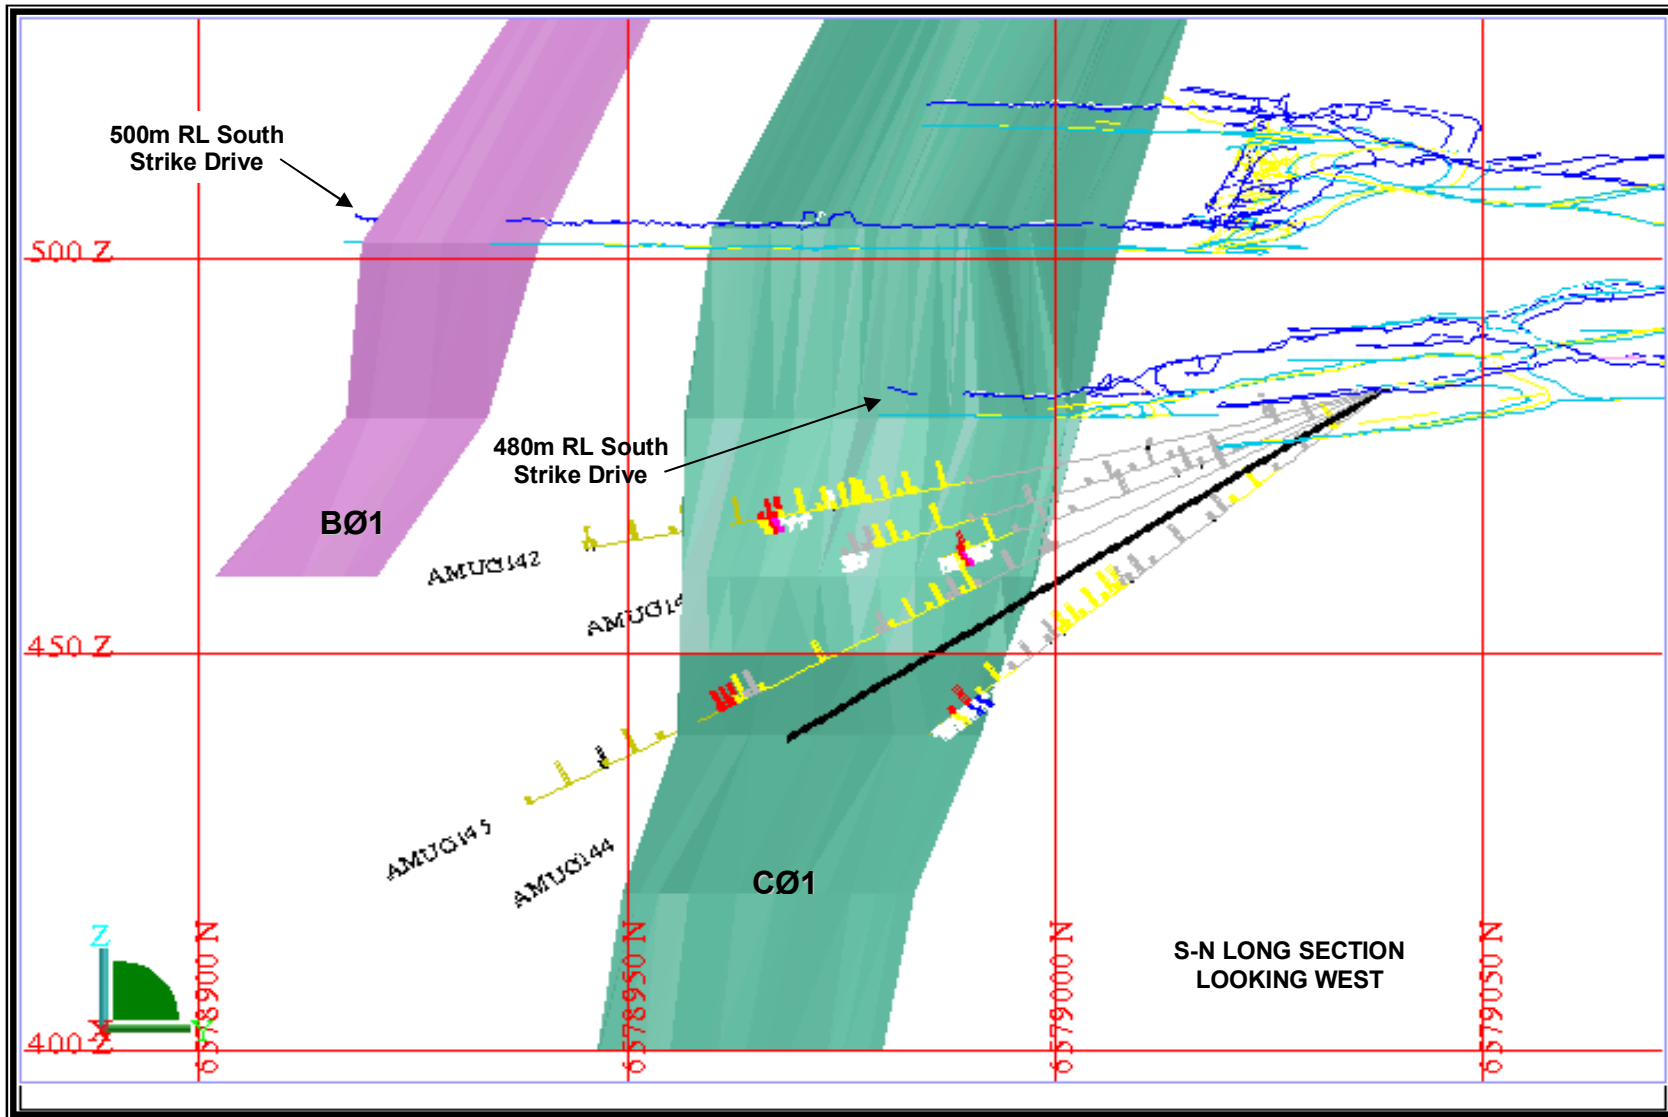 500m RL South
Strike Drive
500 Z
480m RL South
Strike Drive
BØ1
AMUG142
AMUG14
450 Z
AMUG145
AMUG144
CØ1
S-N LONG SECTION
LOOKING WEST
Z
6578900 N
6578950 N
6579000 N
6579050 N
400 Z